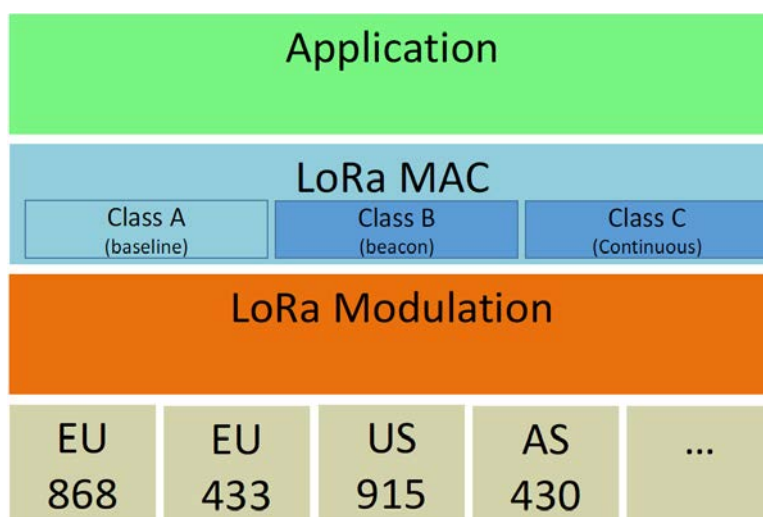 Application
LoRa MAC
Class A
(baseline)
Class B
(beacon)
Class C
(Continuous)
LoRa Modulation
EU
868
EU
433
US
915
AS
430
...